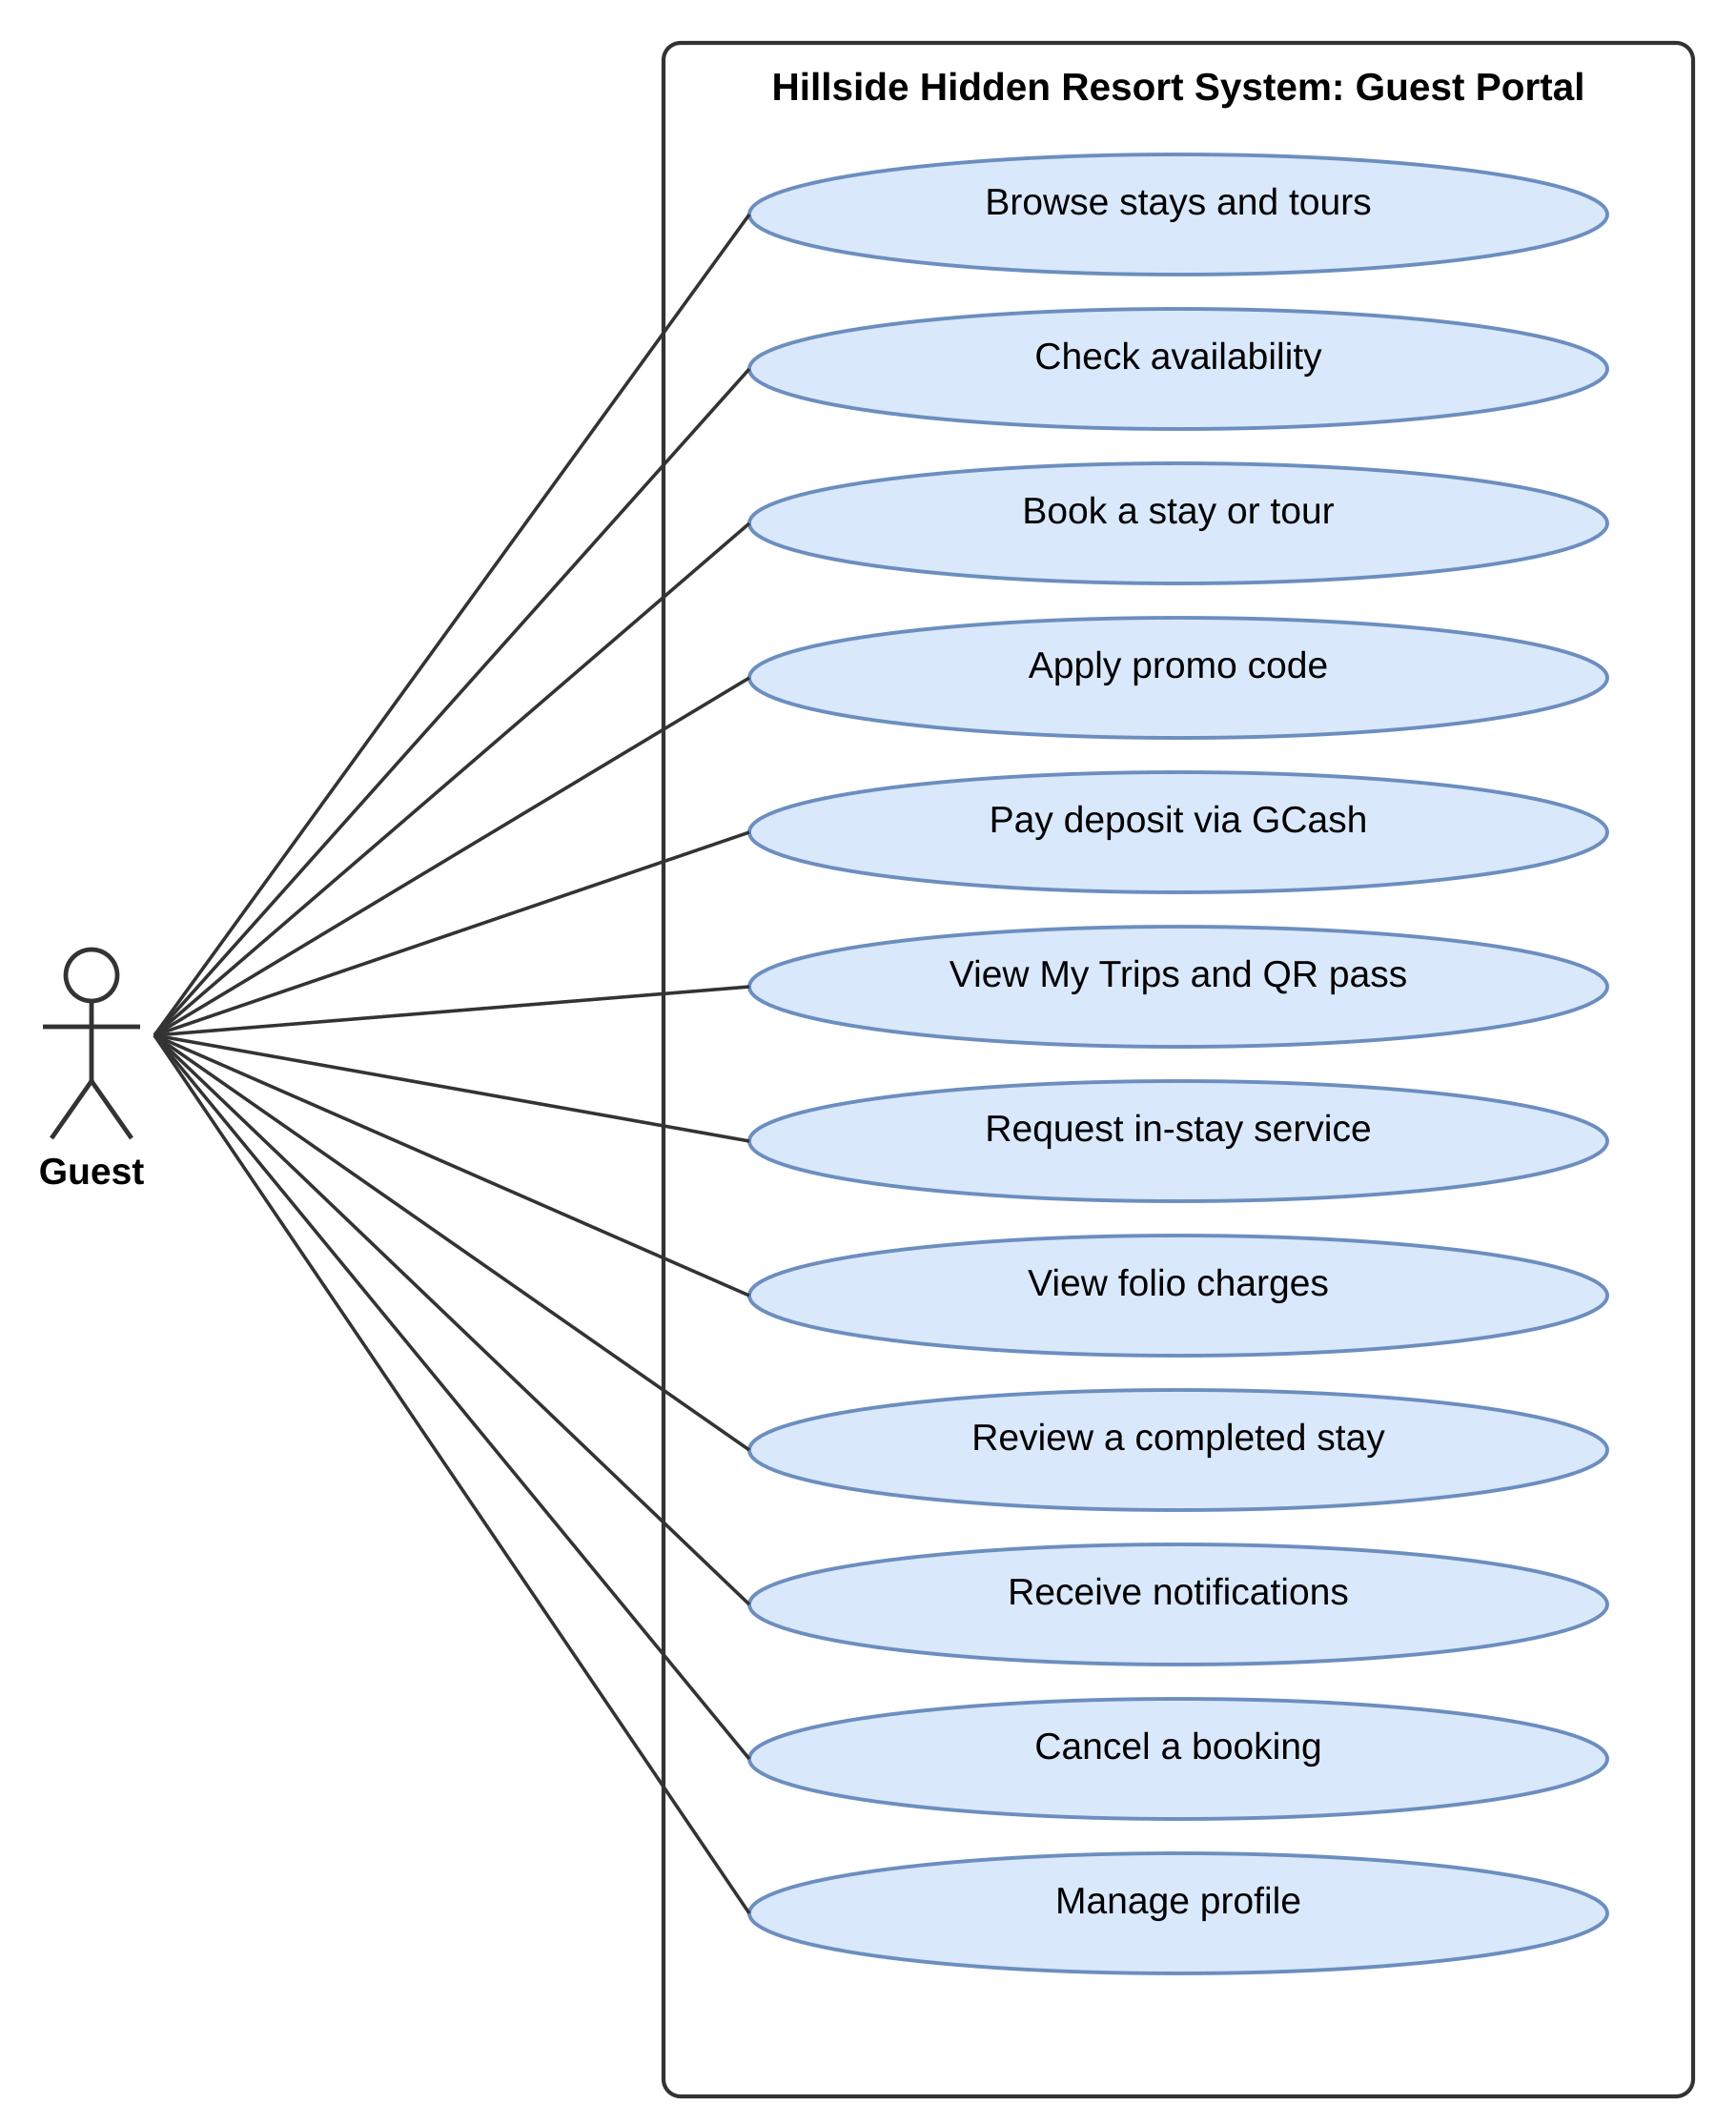 Hillside Hidden Resort System: Guest Portal
Browse stays and tours
Check availability
Book a stay or tour
Apply promo code
Pay deposit via GCash
View My Trips and QR pass
Request in-stay service
Guest
View folio charges
Review a completed stay
Receive notifications
Cancel a booking
Manage profile